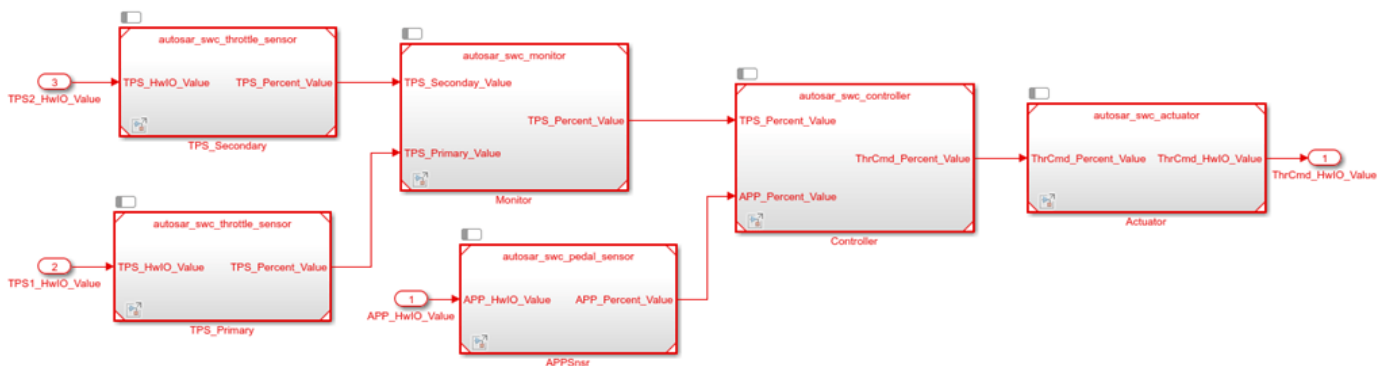 autosar_swc_throttle_sensor
3
TPS2_HwIO_Value
TPS_HwIO_Value
TPS_Percent_Value
TPS_Secondary
autosar_swc_monitor
TPS_Seconday_Value
TPS_Percent_Value
TPS_Primary_Value
Monitor
autosar_swc_controller
TPS_Percent_Value
ThrCmd_Percent_Value
APP_Percent_Value
Controller
autosar_swc_actuator
ThrCmd_Percent_Value
ThrCmd_HwIO_Value
1
ThrCmd_HwIO_Value
Actuator
autosar_swc_throttle_sensor
2
TPS1_HwIO_Value
TPS_HwIO_Value
TPS_Percent_Value
TPS_Primary
autosar_swc_pedal_sensor
1
APP_HwIO_Value
APP_HwIO_Value
APP_Percent_Value
APPSnsr